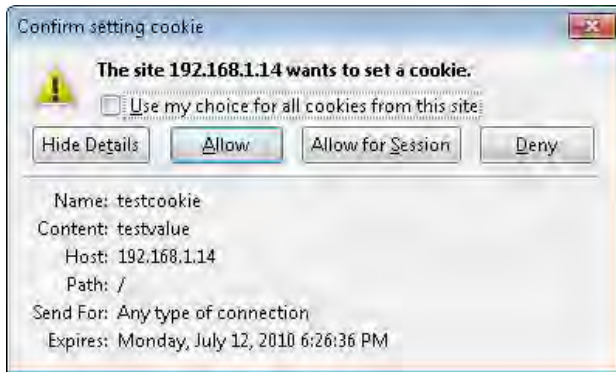 Confirm setting cookie
The site 192.168.1.14 wants to set a cookie.
Use my choice for all cookies from this site
Hide Details Allow Allow for Session Deny
Name: testcookie
Content: testvalue
Host: 192.168.1.14
Path: /
Send For: Any type of connection
Expires: Monday, July 12, 2010 6:26:36 PM